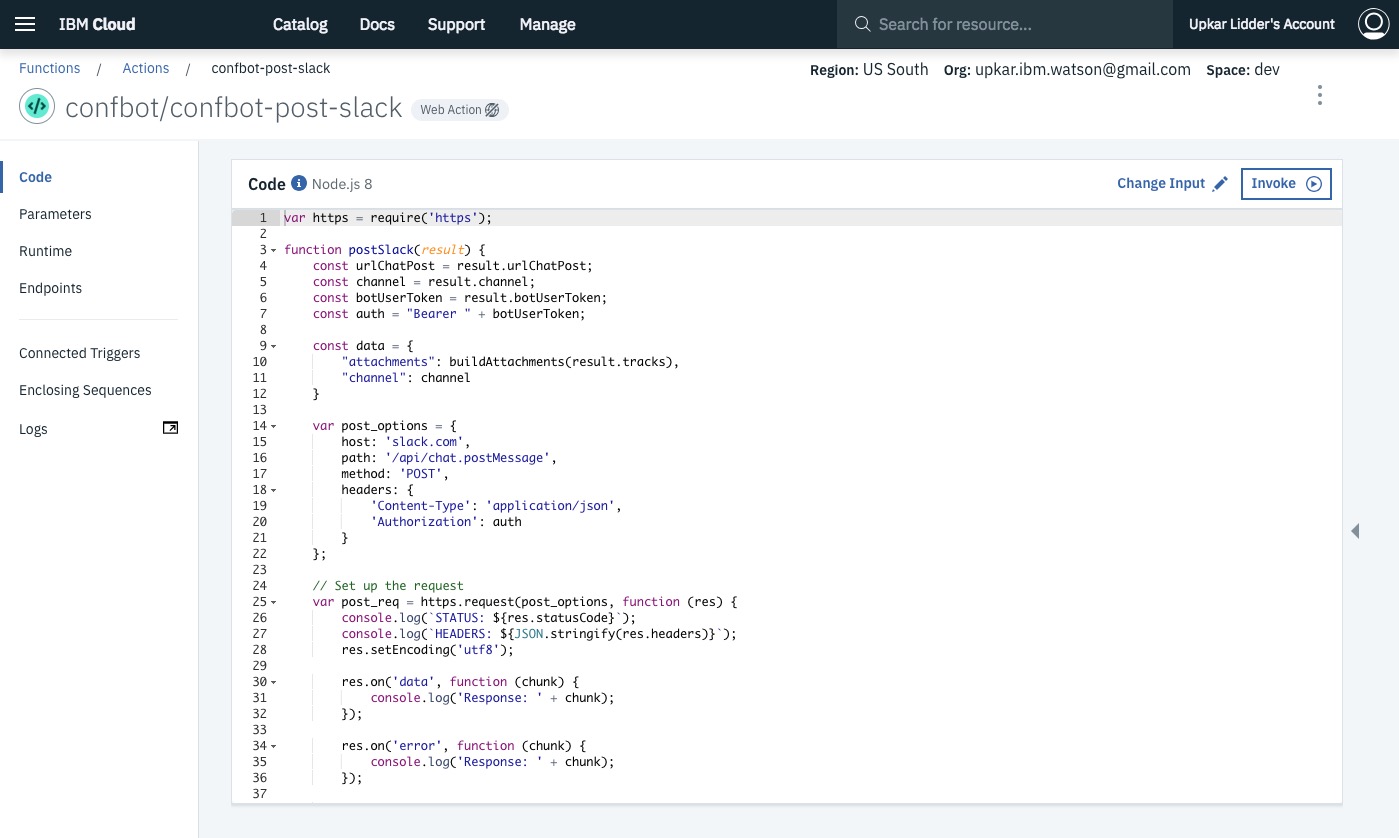 IBM Cloud Catalog Docs Support Manage Search for resource... Upkar Lidder's Account
Functions / Actions / confbot-post-slack Region: US South Org: upkar.ibm.watson@gmail.com Space: dev
confbot/confbot-post-slack Web Action
Code
Parameters
Runtime
Endpoints
Connected Triggers
Enclosing Sequences
Logs
Code Node.js 8 Change Input Invoke
1 var https = require('https');
2
3 function postSlack(result) {
4     const urlChatPost = result.urlChatPost;
5     const channel = result.channel;
6     const botUserToken = result.botUserToken;
7     const auth = "Bearer " + botUserToken;
8
9     const data = {
10         "attachments": buildAttachments(result.tracks),
11         "channel": channel
12     }
13
14     var post_options = {
15         host: 'slack.com',
16         path: '/api/chat.postMessage',
17         method: 'POST',
18         headers: {
19             'Content-Type': 'application/json',
20             'Authorization': auth
21         }
22     };
23
24     // Set up the request
25     var post_req = https.request(post_options, function (res) {
26         console.log(`STATUS: ${res.statusCode}`);
27         console.log(`HEADERS: ${JSON.stringify(res.headers)}`);
28         res.setEncoding('utf8');
29
30         res.on('data', function (chunk) {
31             console.log('Response: ' + chunk);
32         });
33
34         res.on('error', function (chunk) {
35             console.log('Response: ' + chunk);
36         });
37